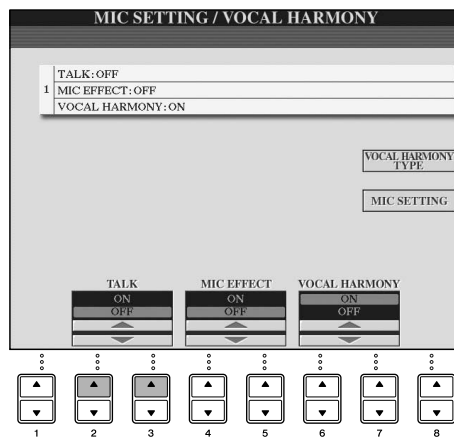 MIC SETTING / VOCAL HARMONY
TALK: OFF
1 MIC EFFECT: OFF
VOCAL HARMONY: ON
VOCAL HARMONY
TYPE
MIC SETTING
TALK MIC EFFECT VOCAL HARMONY
ON ON ON
OFF OFF OFF
1 2 3 4 5 6 7 8